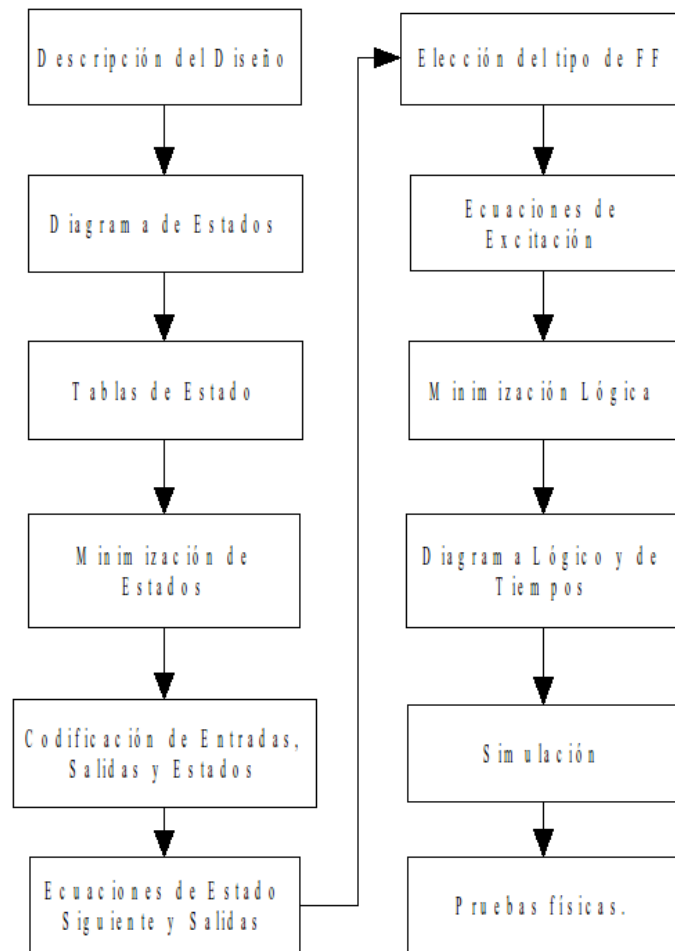 Descripción del Diseño
Diagrama de Estados
Tablas de Estado
Minimización de
Estados
Codificación de Entradas,
Salidas y Estados
Ecuaciones de Estado
Siguiente y Salidas
Elección del tipo de FF
Ecuaciones de
Excitación
Minimización Lógica
Diagrama Lógico y de
Tiempos
Simulación
Pruebas físicas.